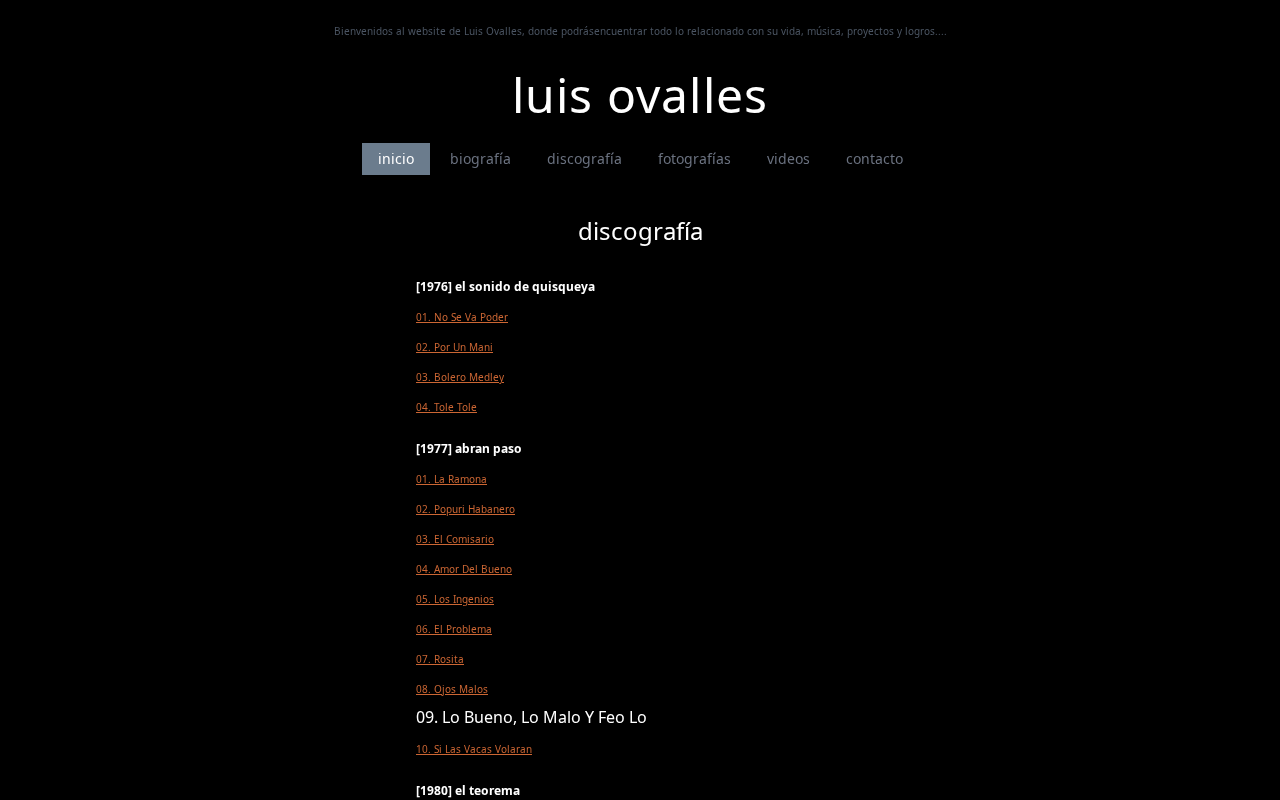 Bienvenidos al website de Luis Ovalles, donde podrásencuentrar todo lo relacionado con su vida, música, proyectos y logros....
luis ovalles
inicio biografía discografía fotografías videos contacto
discografía
[1976] el sonido de quisqueya
01. No Se Va Poder
02. Por Un Mani
03. Bolero Medley
04. Tole Tole
[1977] abran paso
01. La Ramona
02. Popuri Habanero
03. El Comisario
04. Amor Del Bueno
05. Los Ingenios
06. El Problema
07. Rosita
08. Ojos Malos
09. Lo Bueno, Lo Malo Y Feo Lo
10. Si Las Vacas Volaran
[1980] el teorema